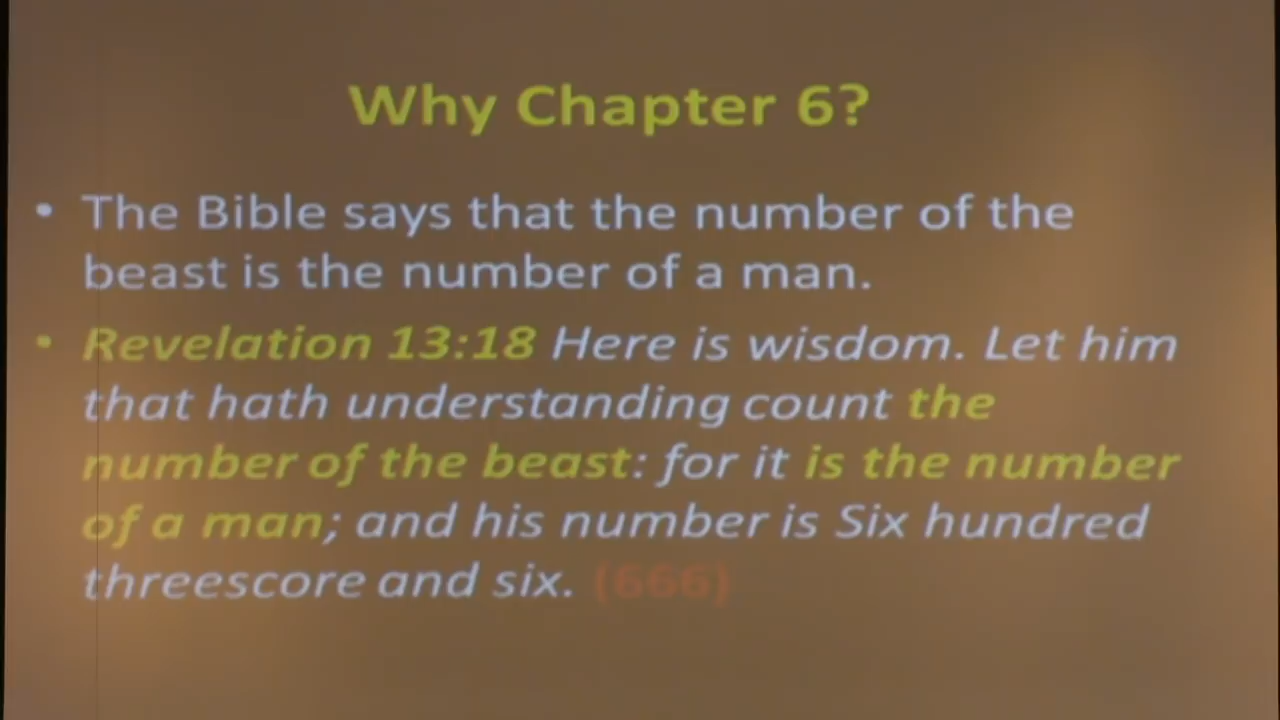 Why Chapter 6?
• The Bible says that the number of the
beast is the number of a man.
• Revelation 13:18 Here is wisdom. Let him
that hath understanding count the
number of the beast: for it is the number
of a man; and his number is Six hundred
threescore and six. (666)